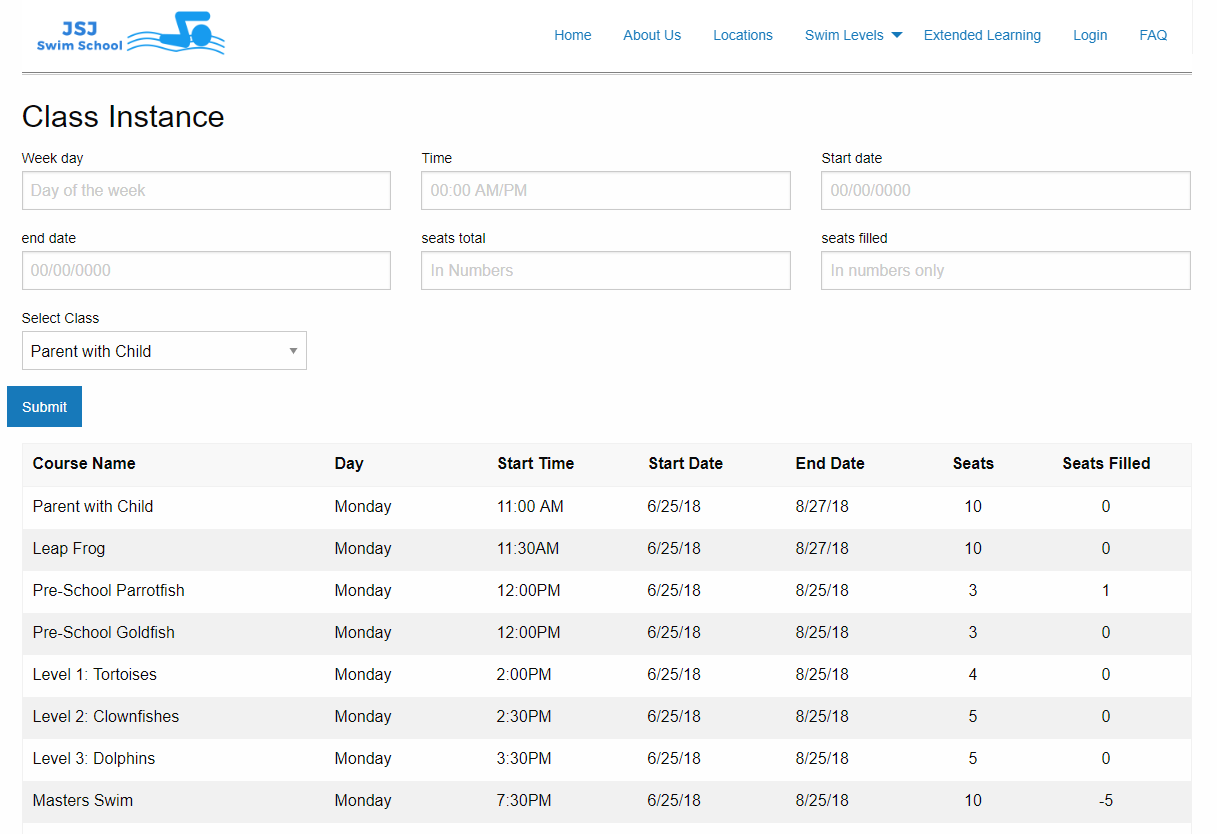 JSJ
Swim School
Home About Us Locations Swim Levels Extended Learning Login FAQ
Class Instance
Week day Time Start date
Day of the week 00:00 AM/PM 00/00/0000
end date seats total seats filled
00/00/0000 In Numbers In numbers only
Select Class
Parent with Child
Submit
Course Name Day Start Time Start Date End Date Seats Seats Filled
Parent with Child Monday 11:00 AM 6/25/18 8/27/18 10 0
Leap Frog Monday 11:30AM 6/25/18 8/27/18 10 0
Pre-School Parrotfish Monday 12:00PM 6/25/18 8/25/18 3 1
Pre-School Goldfish Monday 12:00PM 6/25/18 8/25/18 3 0
Level 1: Tortoises Monday 2:00PM 6/25/18 8/25/18 4 0
Level 2: Clownfishes Monday 2:30PM 6/25/18 8/25/18 5 0
Level 3: Dolphins Monday 3:30PM 6/25/18 8/25/18 5 0
Masters Swim Monday 7:30PM 6/25/18 8/25/18 10 -5